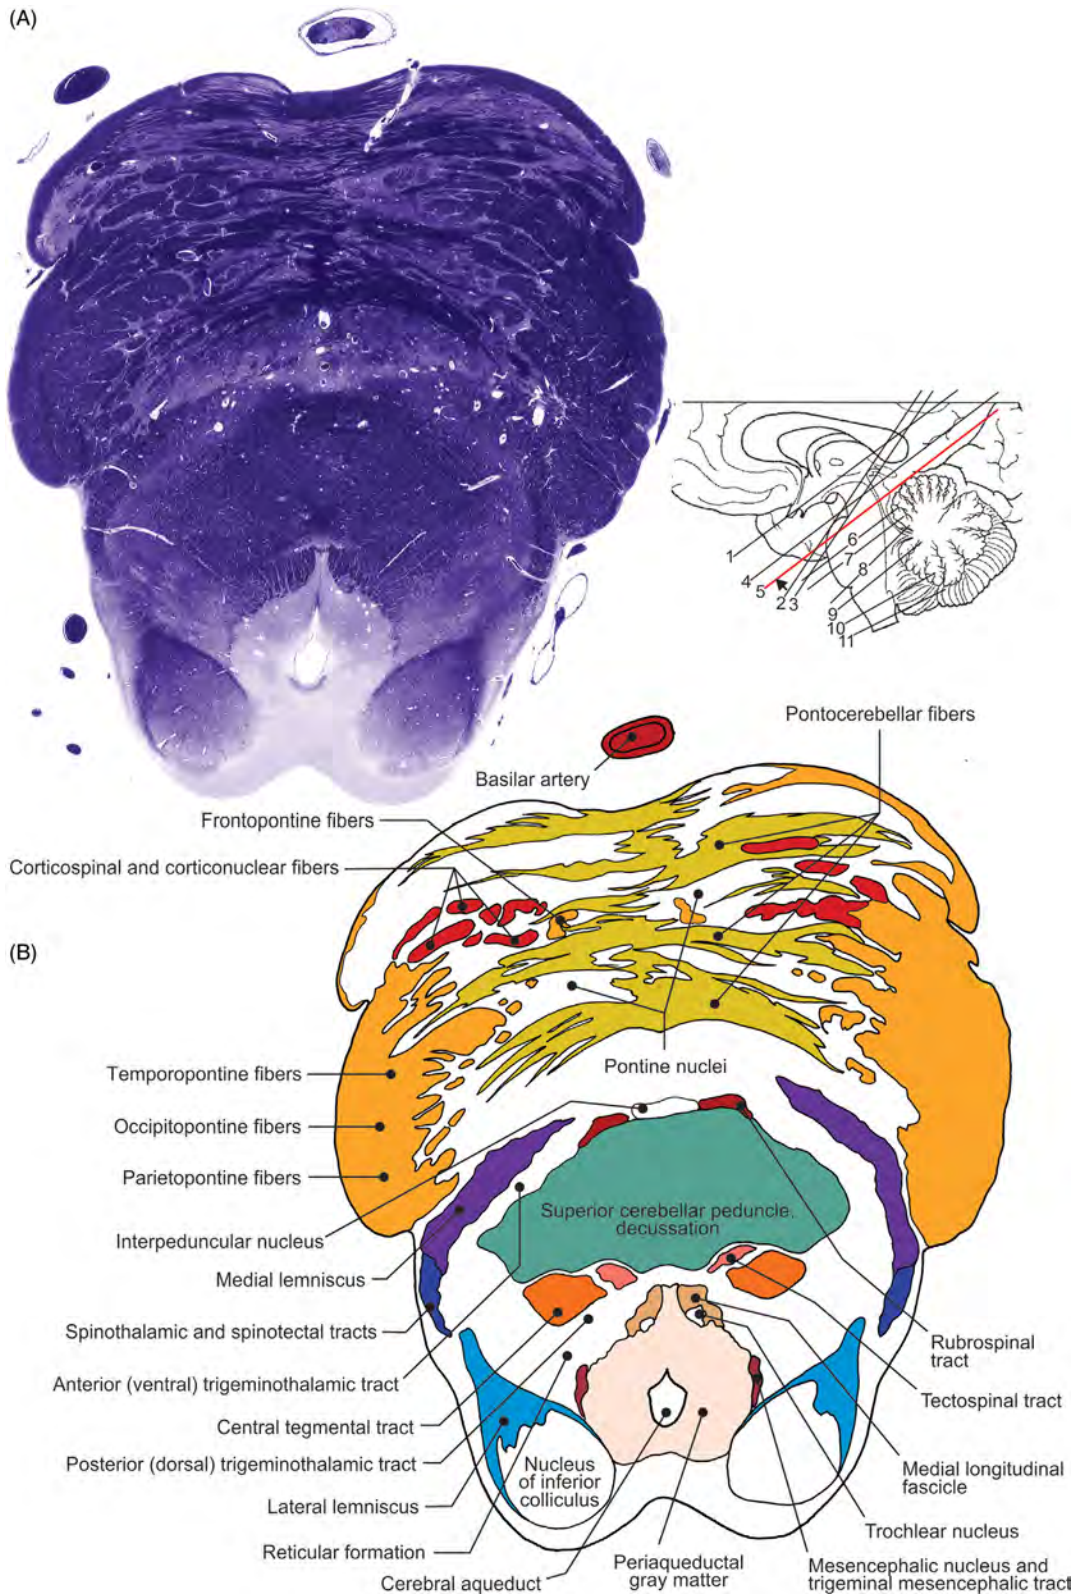 (A)
1
4
5
2
3
6
7
8
9
10
11
Pontocerebellar fibers
Basilar artery
Frontopontine fibers
Corticospinal and corticonuclear fibers
(B)
Pontine nuclei
Temporopontine fibers
Occipitopontine fibers
Parietopontine fibers
Superior cerebellar peduncle,
decussation
Interpeduncular nucleus
Medial lemniscus
Spinothalamic and spinotectal tracts
Rubrospinal
tract
Anterior (ventral) trigeminothalamic tract
Tectospinal tract
Central tegmental tract
Posterior (dorsal) trigeminothalamic tract
Nucleus
of inferior
colliculus
Medial longitudinal
fascicle
Lateral lemniscus
Trochlear nucleus
Reticular formation
Periaqueductal
gray matter
Mesencephalic nucleus and
trigeminal mesencephalic tract
Cerebral aqueduct